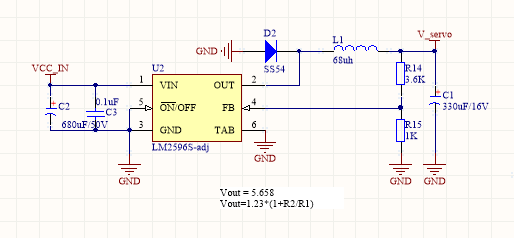 D2
L1
V_servo
GND
SS54
68uh
VCC_IN
U2
R14
3.6K
1
VIN
OUT
2
C2
0.1uF
C3
5
ON/OFF
FB
4
C1
330uF/16V
680uF/50V
3
GND
TAB
6
R15
1K
LM2596S-adj
GND
GND
GND
GND
Vout = 5.658
Vout=1.23*(1+R2/R1)